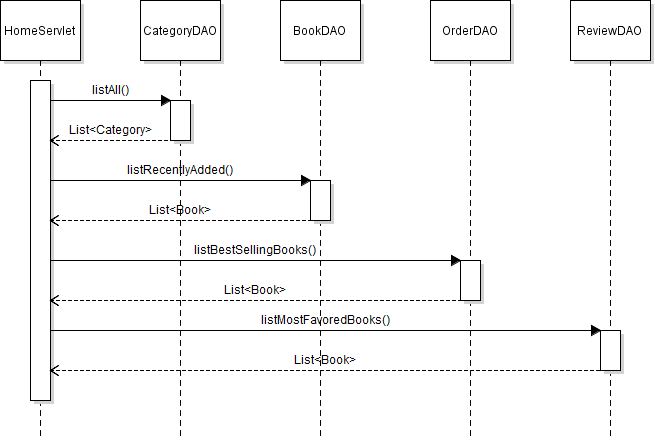 HomeServlet
CategoryDAO
BookDAO
OrderDAO
ReviewDAO
listAll()
List<Category>
listRecentlyAdded()
List<Book>
listBestSellingBooks()
List<Book>
listMostFavoredBooks()
List<Book>